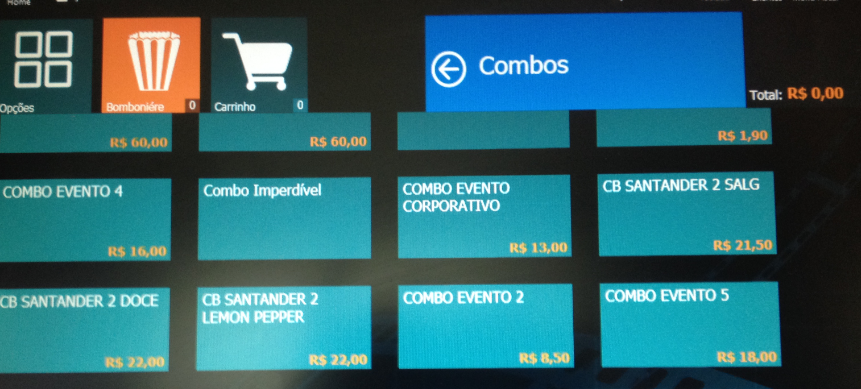 Home
Opções
Bomboniére 0
Carrinho 0
Combos
Total: R$ 0,00
R$ 60,00
R$ 60,00
R$ 1,90
COMBO EVENTO 4
R$ 16,00
Combo Imperdível
COMBO EVENTO
CORPORATIVO
R$ 13,00
CB SANTANDER 2 SALG
R$ 21,50
CB SANTANDER 2 DOCE
R$ 22,00
CB SANTANDER 2
LEMON PEPPER
R$ 22,00
COMBO EVENTO 2
R$ 8,50
COMBO EVENTO 5
R$ 18,00